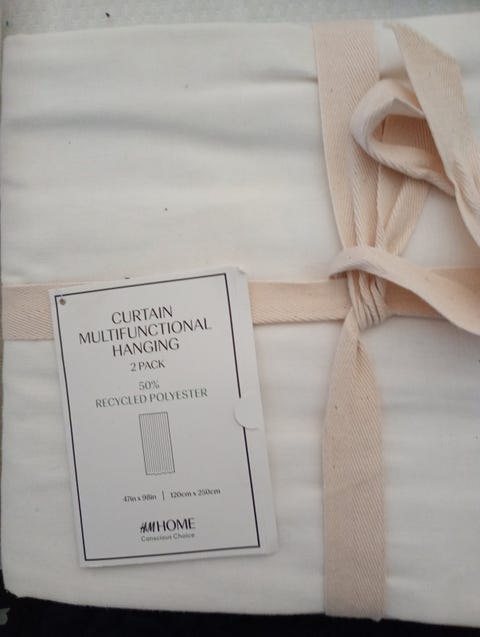 CURTAIN
MULTIFUNCTIONAL
HANGING
2 PACK
50%
RECYCLED POLYESTER
47in x 98in | 120cm x 250cm
H&M HOME
Conscious Choice